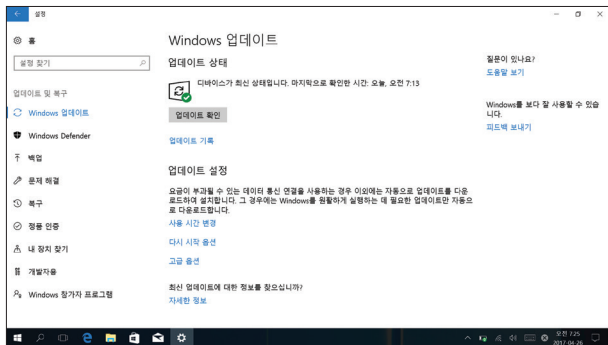 설정
홈
설정 찾기
업데이트 및 복구
Windows 업데이트
Windows Defender
백업
문제 해결
복구
정품 인증
내 장치 찾기
개발자용
Windows 참가자 프로그램
Windows 업데이트
업데이트 상태
디바이스가 최신 상태입니다. 마지막으로 확인한 시간: 오늘, 오전 7:13
업데이트 확인
업데이트 기록
업데이트 설정
요금이 부과될 수 있는 데이터 통신 연결을 사용하는 경우 이외에는 자동으로 업데이트를 다운
로드하여 설치합니다. 그 경우에는 Windows를 원활하게 실행하는 데 필요한 업데이트만 자동으
로 다운로드합니다.
사용 시간 변경
다시 시작 옵션
고급 옵션
최신 업데이트에 대한 정보를 찾으십니까?
자세한 정보
질문이 있나요?
도움말 보기
Windows를 보다 잘 사용할 수 있습
니다.
피드백 보내기
오전 7:25
2017-04-26